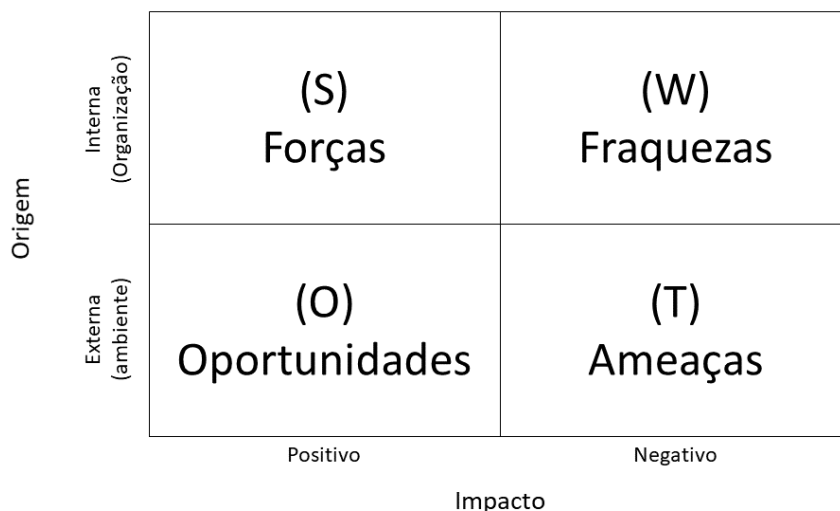 Origem
Interna
(Organização)
(S)
Forças
(W)
Fraquezas
Externa
(ambiente)
(O)
Oportunidades
(T)
Ameaças
Positivo
Negativo
Impacto